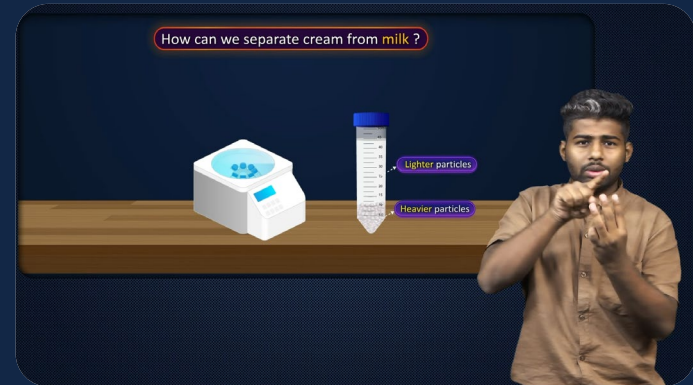 How can we separate cream from milk ?
Lighter particles
Heavier particles